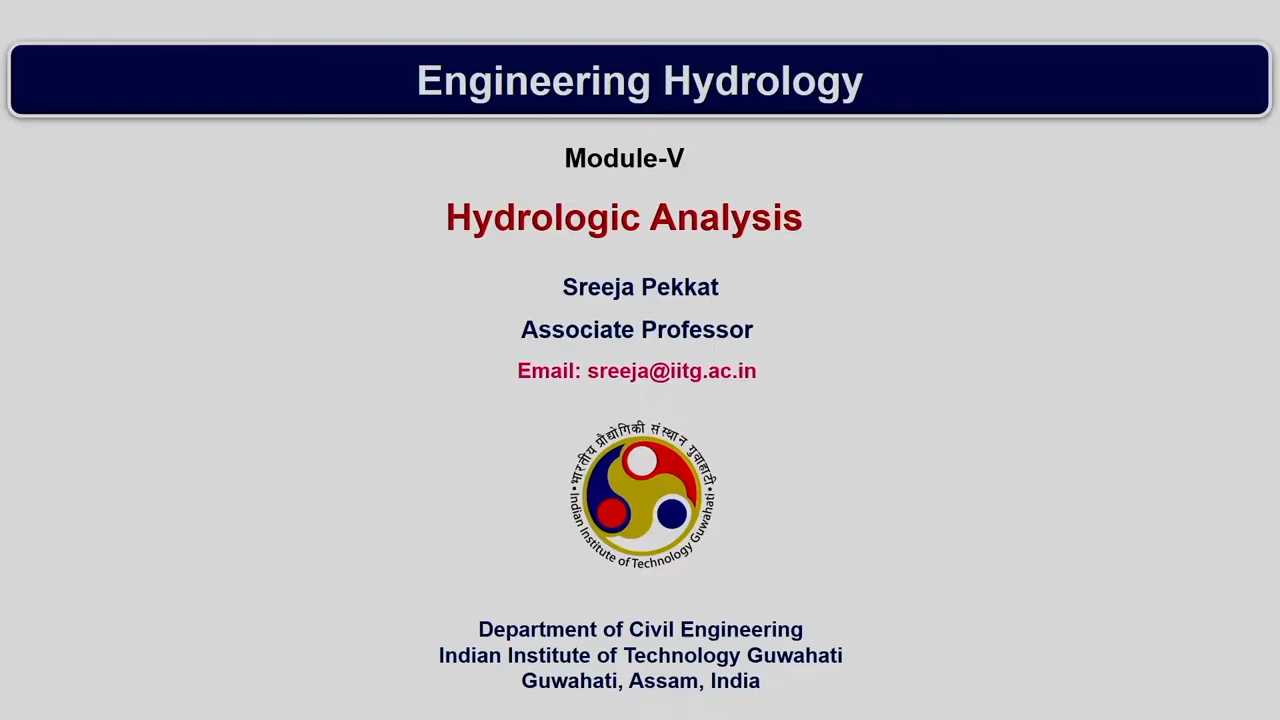 Engineering Hydrology
Module-V
Hydrologic Analysis
Sreeja Pekkat
Associate Professor
Email: sreeja@iitg.ac.in
भारतीय प्रौद्योगिकी संस्थान गुवाहाटी
Indian Institute of Technology Guwahati
Department of Civil Engineering
Indian Institute of Technology Guwahati
Guwahati, Assam, India